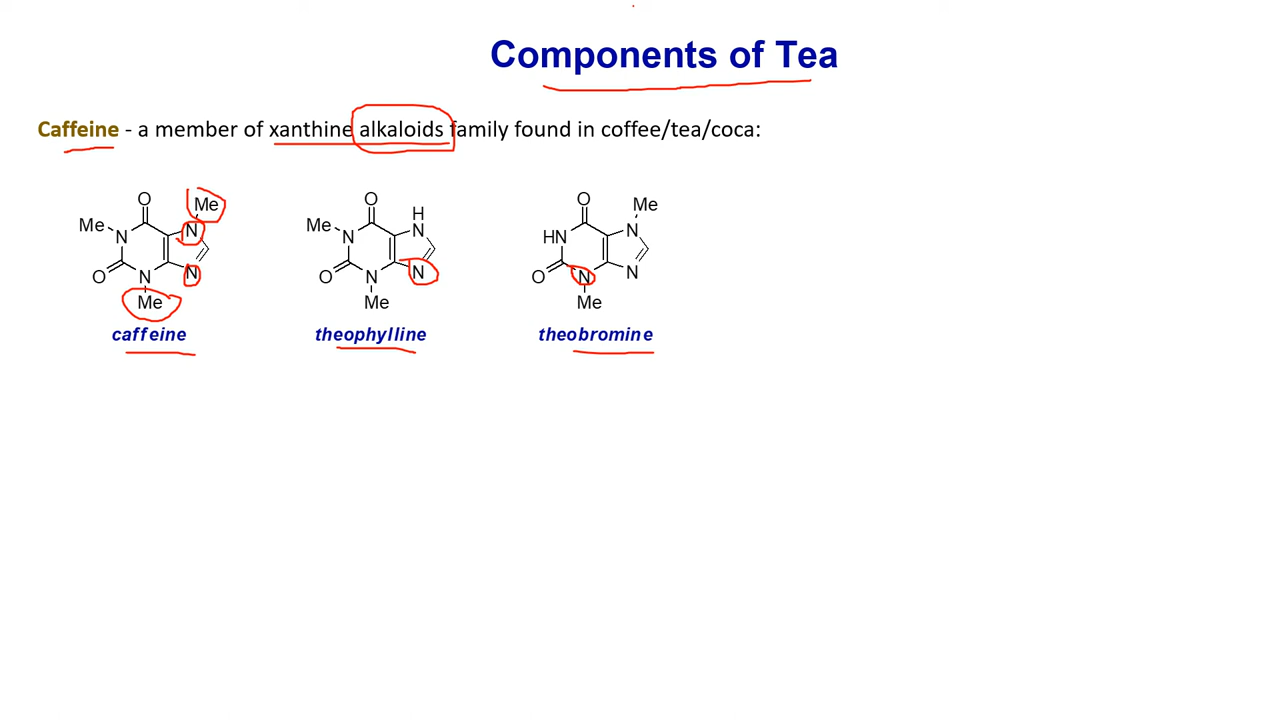 Components of Tea
Caffeine - a member of xanthine alkaloids family found in coffee/tea/coca:
O Me
Me N N
O N N
Me
caffeine
O H
Me N N
O N N
Me
theophylline
O Me
HN N
O N N
Me
theobromine